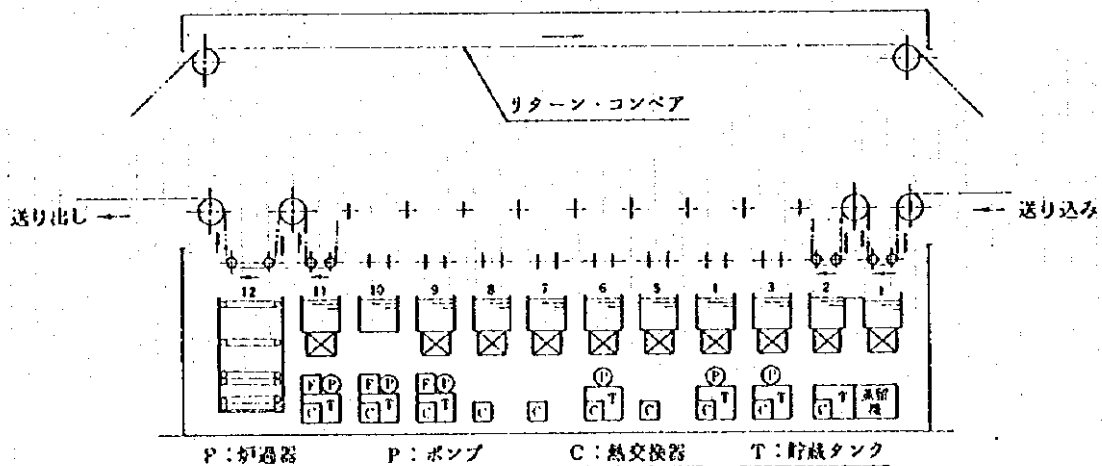 リターン・コンベア
送り出し
送り込み
12 11 10 9 8 7 6 5 4 3 2 1
F P F P F P P P P
C T C T C T C C C T C C T C T C T 蒸留機
F：炉過器 P：ポンプ C：熱交換器 T：貯蔵タンク